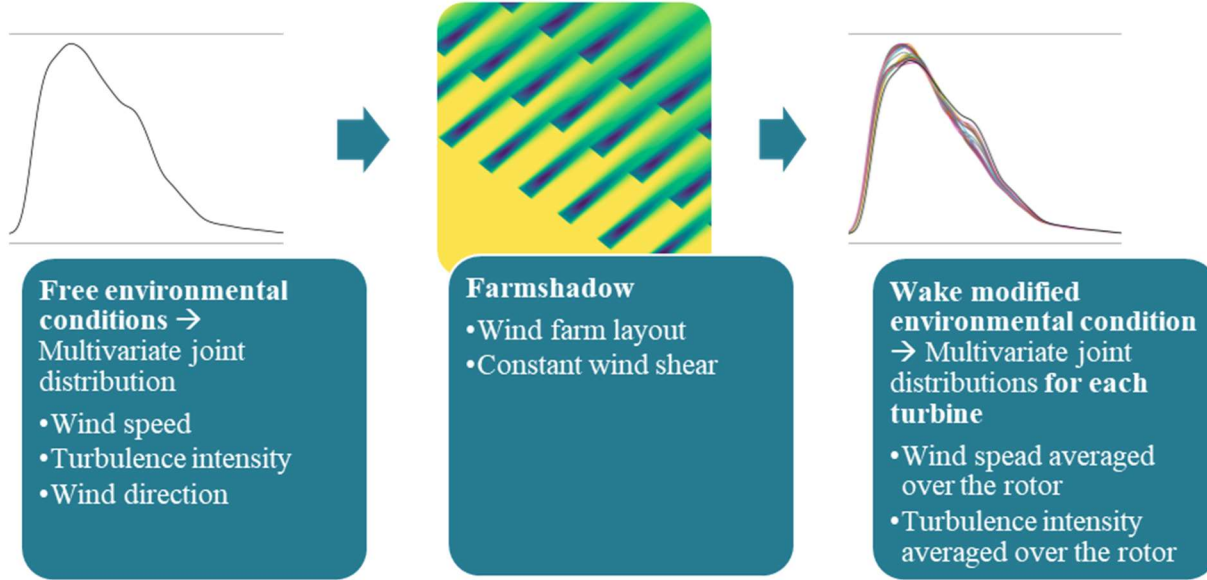 Free environmental
conditions →
Multivariate joint
distribution
•Wind speed
•Turbulence intensity
•Wind direction
Farmshadow
•Wind farm layout
•Constant wind shear
Wake modified
environmental condition
→ Multivariate joint
distributions for each
turbine
•Wind spead averaged
over the rotor
•Turbulence intensity
averaged over the rotor